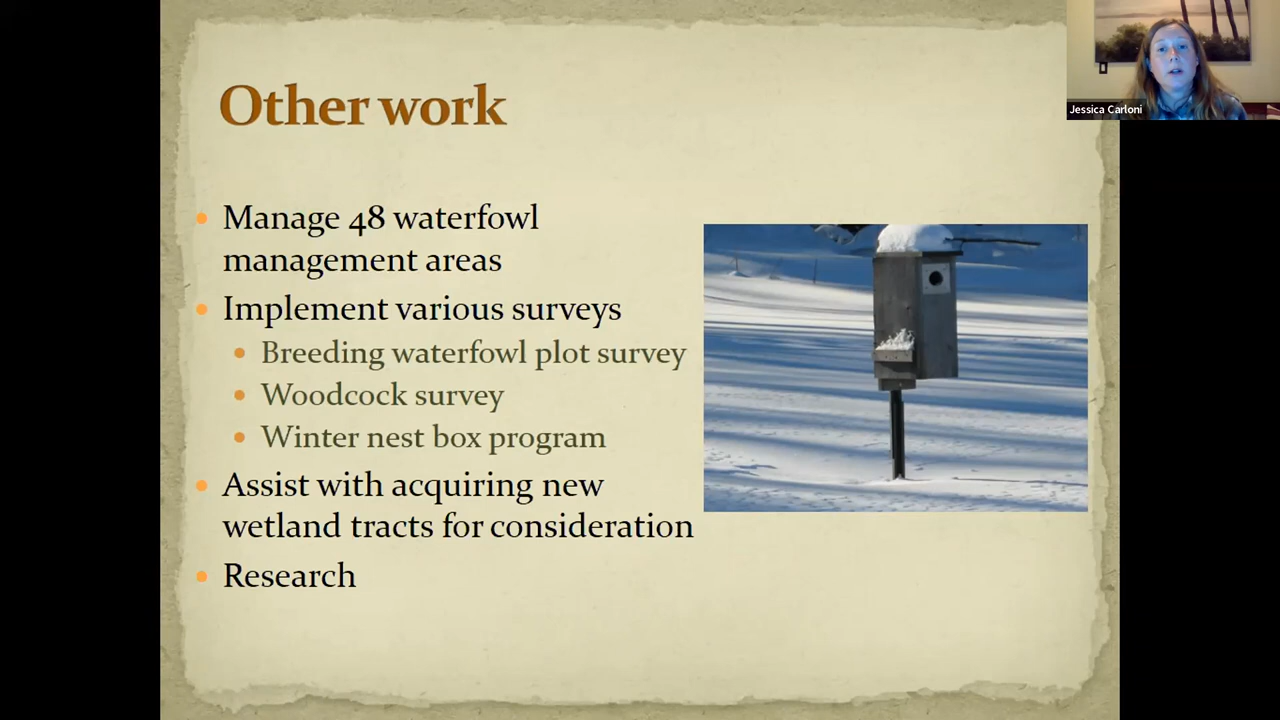 Other work
Jessica Carloni
Manage 48 waterfowl
management areas
Implement various surveys
Breeding waterfowl plot survey
Woodcock survey
Winter nest box program
Assist with acquiring new
wetland tracts for consideration
Research